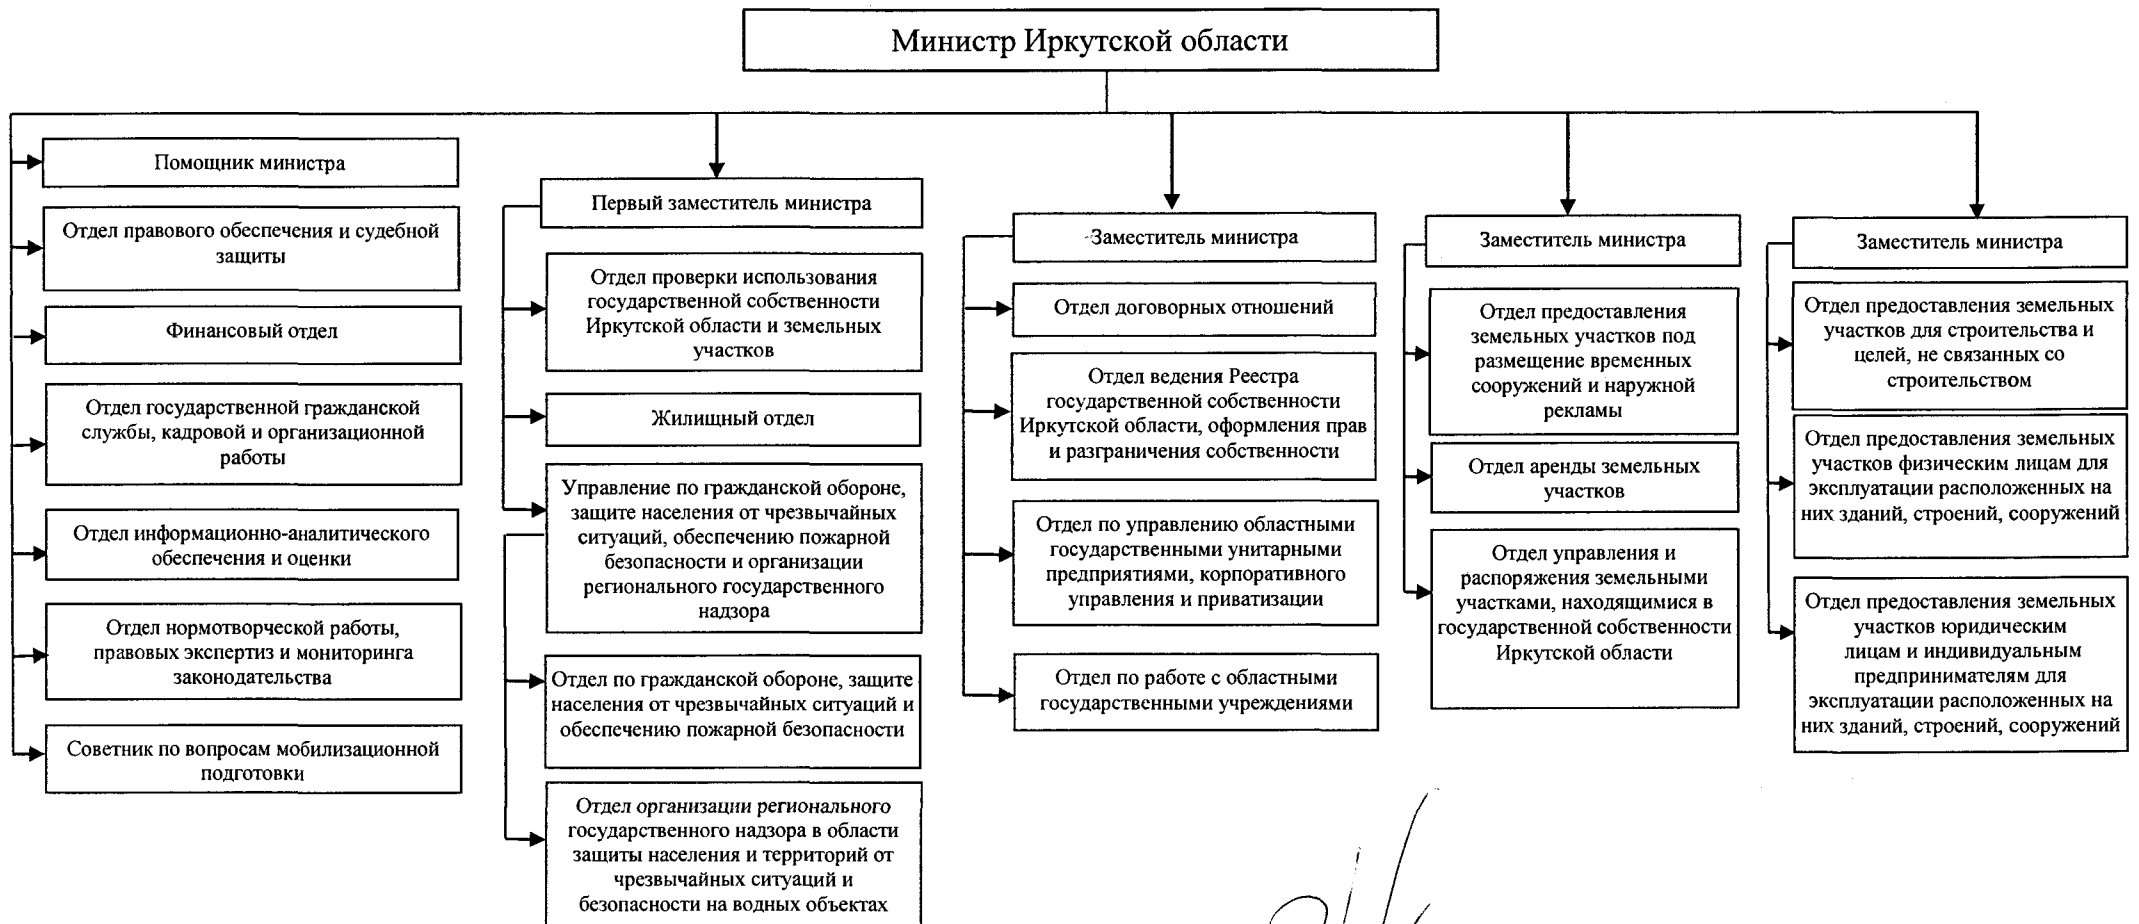 Министр Иркутской области
Помощник министра
Отдел правового обеспечения и судебной
защиты
Финансовый отдел
Отдел государственной гражданской
службы, кадровой и организационной
работы
Отдел информационно-аналитического
обеспечения и оценки
Отдел нормотворческой работы,
правовых экспертиз и мониторинга
законодательства
Советник по вопросам мобилизационной
подготовки
Первый заместитель министра
Отдел проверки использования
государственной собственности
Иркутской области и земельных
участков
Жилищный отдел
Управление по гражданской обороне,
защите населения от чрезвычайных
ситуаций, обеспечению пожарной
безопасности и организации
регионального государственного
надзора
Отдел по гражданской обороне, защите
населения от чрезвычайных ситуаций и
обеспечению пожарной безопасности
Отдел организации регионального
государственного надзора в области
защиты населения и территорий от
чрезвычайных ситуаций и
безопасности на водных объектах
Заместитель министра
Отдел договорных отношений
Отдел ведения Реестра
государственной собственности
Иркутской области, оформления прав
и разграничения собственности
Отдел по управлению областными
государственными унитарными
предприятиями, корпоративного
управления и приватизации
Отдел по работе с областными
государственными учреждениями
Заместитель министра
Отдел предоставления
земельных участков под
размещение временных
сооружений и наружной
рекламы
Отдел аренды земельных
участков
Отдел управления и
распоряжения земельными
участками, находящимися в
государственной собственности
Иркутской области
Заместитель министра
Отдел предоставления земельных
участков для строительства и
целей, не связанных со
строительством
Отдел предоставления земельных
участков физическим лицам для
эксплуатации расположенных на
них зданий, строений, сооружений
Отдел предоставления земельных
участков юридическим
лицам и индивидуальным
предпринимателям для
эксплуатации расположенных на
них зданий, строений, сооружений